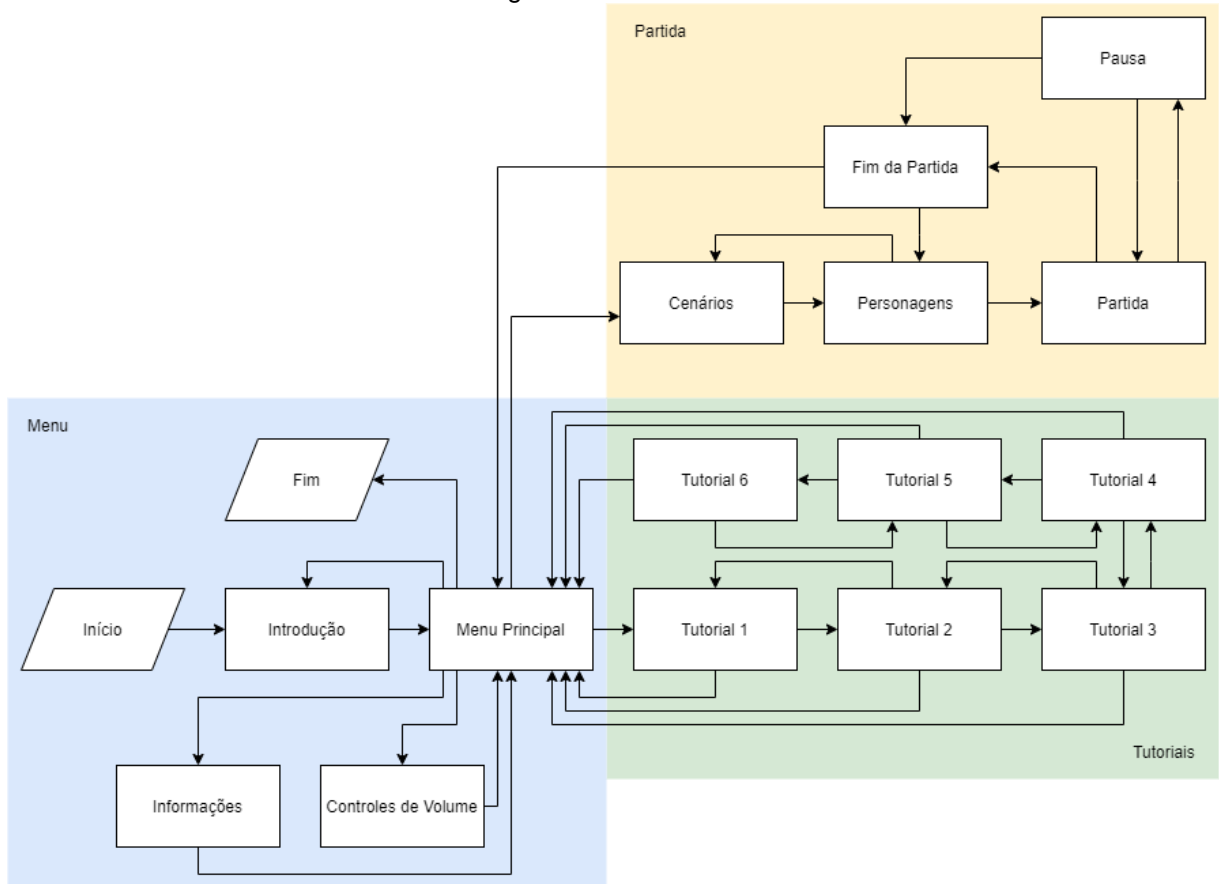 Partida
Pausa
Fim da Partida
Cenários
Personagens
Partida
Menu
Fim
Tutorial 6
Tutorial 5
Tutorial 4
Início
Introdução
Menu Principal
Tutorial 1
Tutorial 2
Tutorial 3
Tutoriais
Informações
Controles de Volume